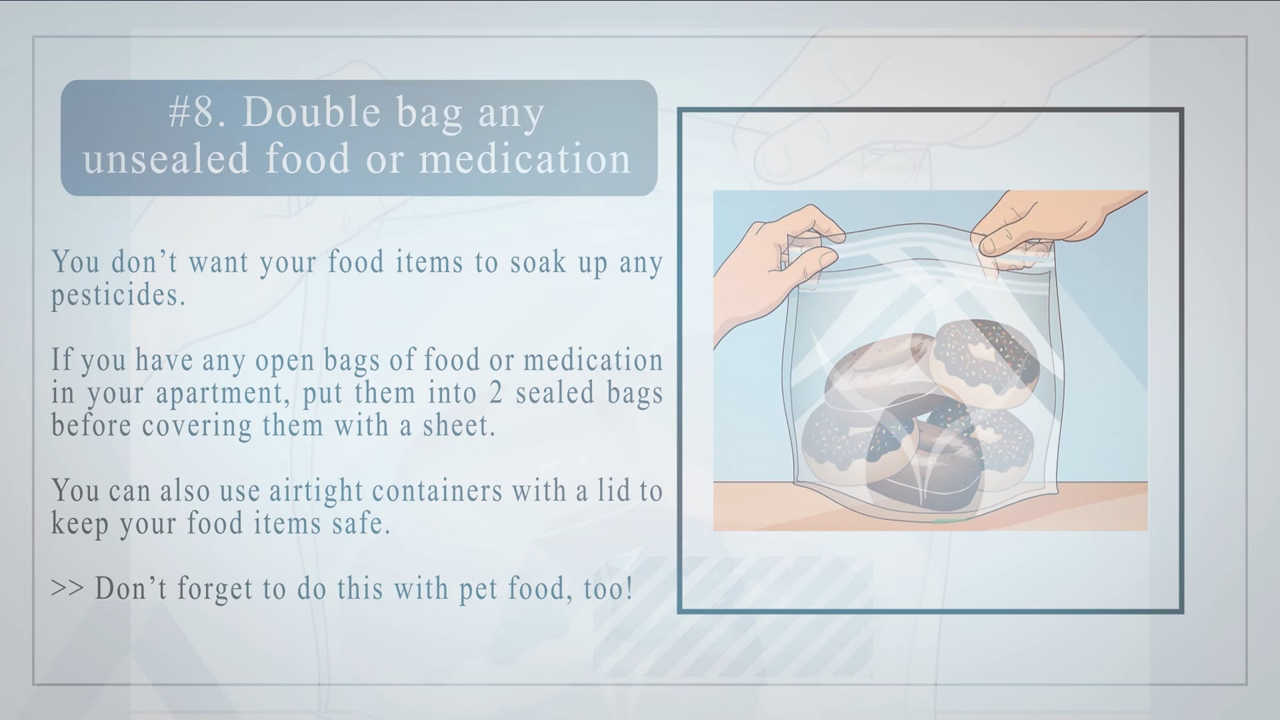 #8. Double bag any
unsealed food or medication
You don’t want your food items to soak up any
pesticides.
If you have any open bags of food or medication
in your apartment, put them into 2 sealed bags
before covering them with a sheet.
You can also use airtight containers with a lid to
keep your food items safe.
>> Don’t forget to do this with pet food, too!